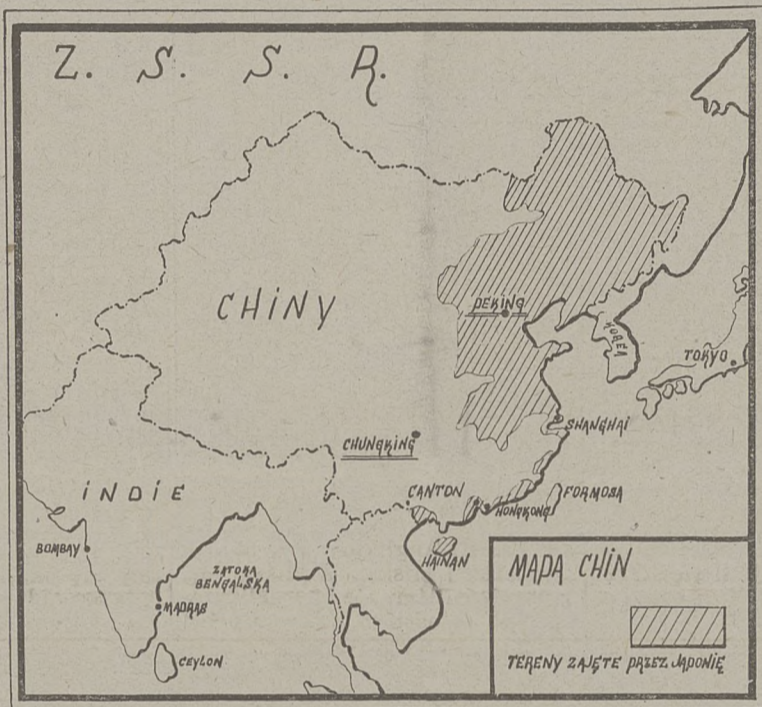 Z. S. S. R.
CHINY
PEKING
KOREA
TOKYO
SHANGHAI
CHUNGKING
INDIE
CANTON
HONGKONG
FORMOSA
BOMBAY
HAINAN
ZATOKA
BENGALSKA
MADRAS
CEYLON
MAPA CHIN
TERENY ZAJĘTE PRZEZ JAPONIĘ